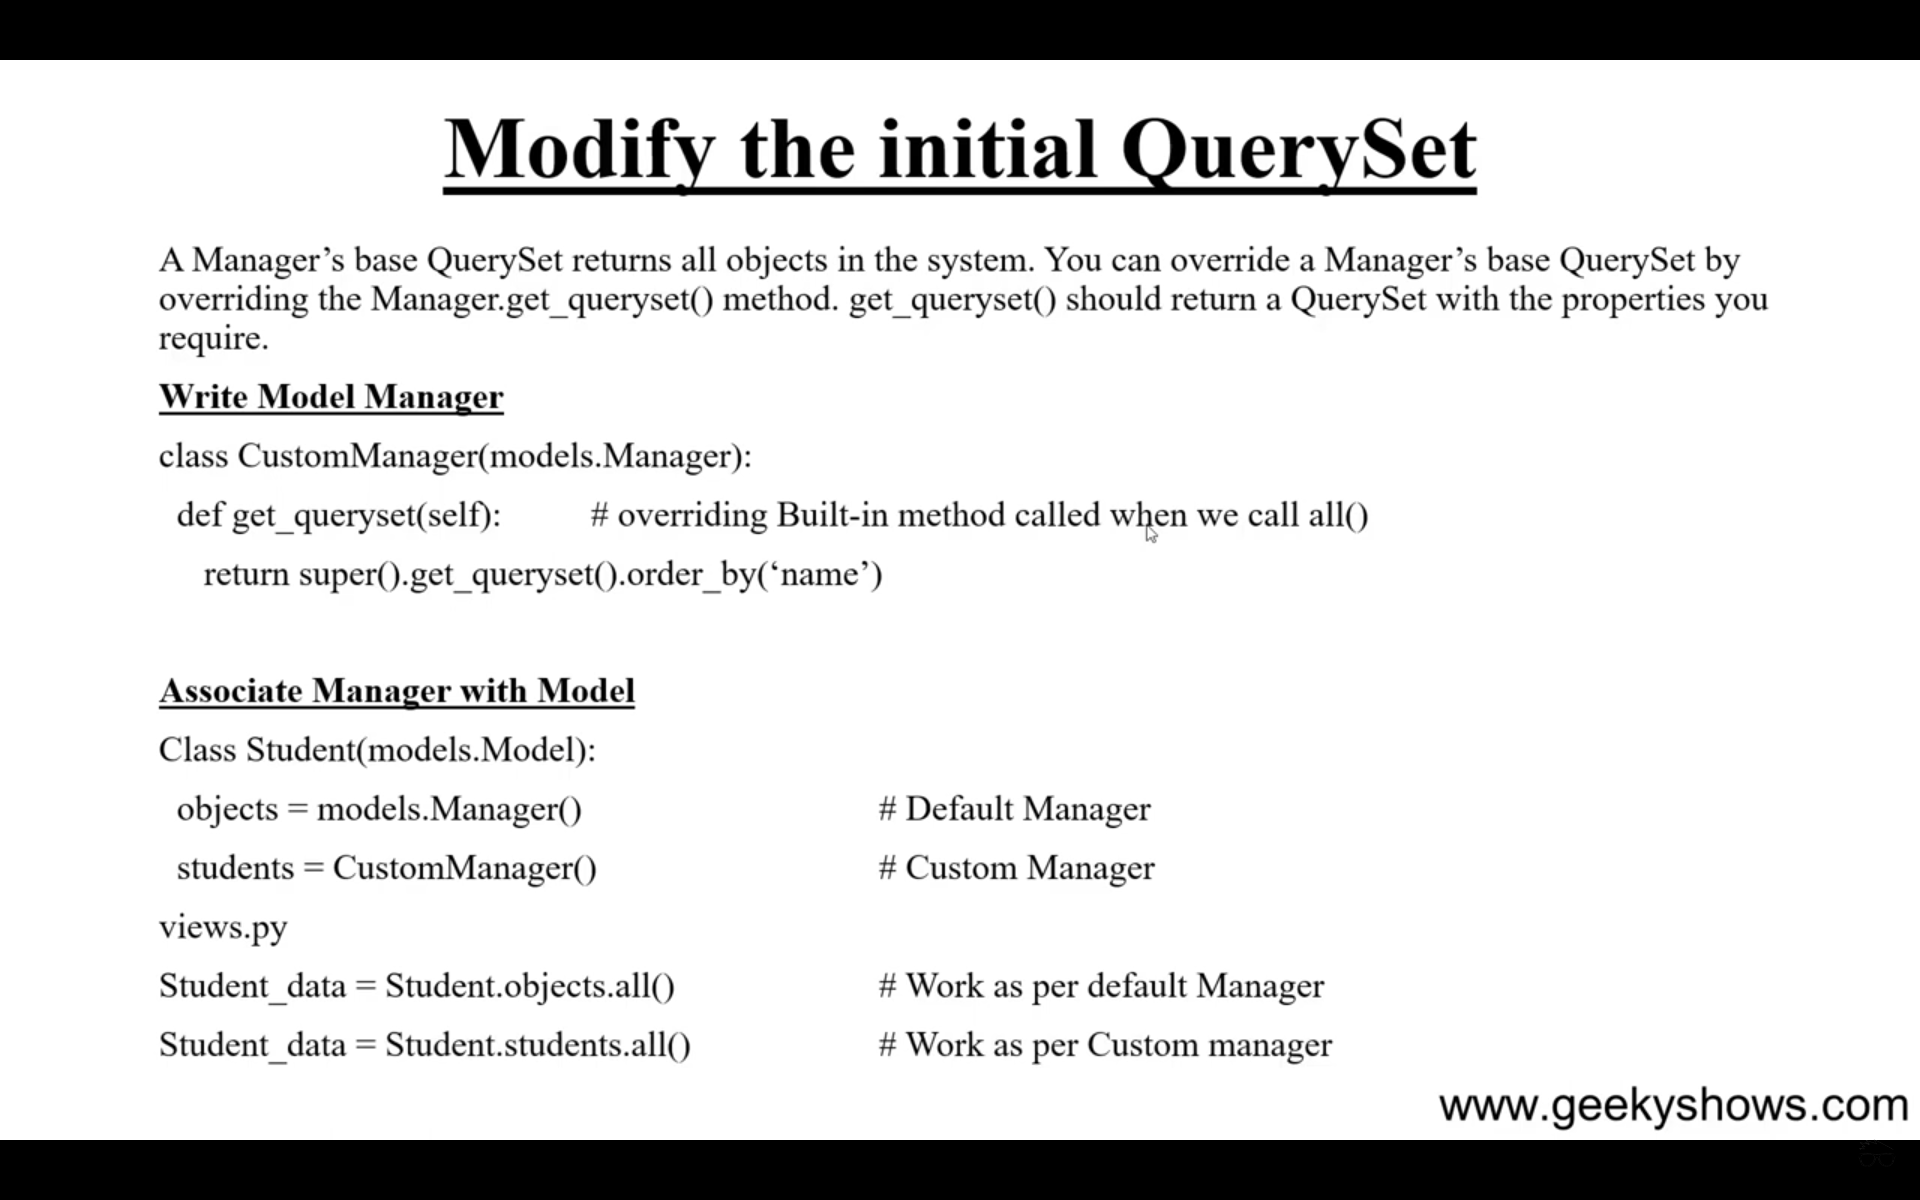 Modify the initial QuerySet
A Manager’s base QuerySet returns all objects in the system. You can override a Manager’s base QuerySet by
overriding the Manager.get_queryset() method. get_queryset() should return a QuerySet with the properties you
require.
Write Model Manager
class CustomManager(models.Manager):
def get_queryset(self): # overriding Built-in method called when we call all()
return super().get_queryset().order_by(‘name’)
Associate Manager with Model
Class Student(models.Model):
objects = models.Manager() # Default Manager
students = CustomManager() # Custom Manager
views.py
Student_data = Student.objects.all() # Work as per default Manager
Student_data = Student.students.all() # Work as per Custom manager
www.geekyshows.com